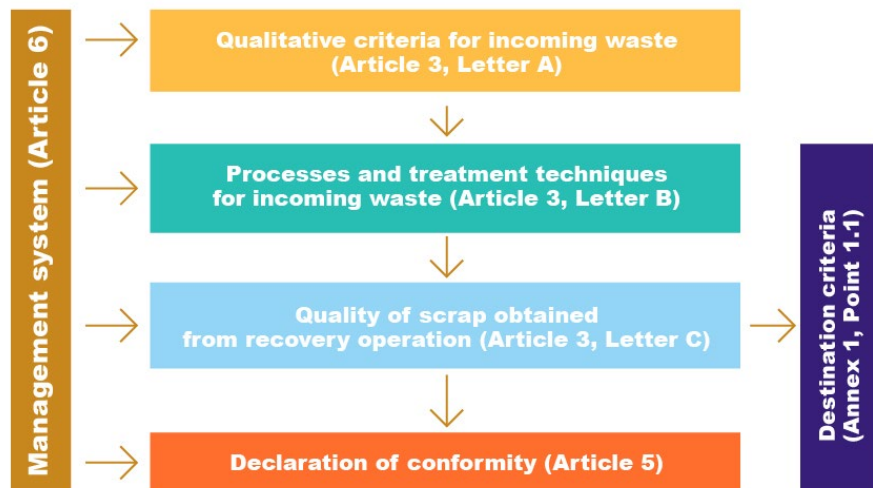 Management system (Article 6)
Qualitative criteria for incoming waste
(Article 3, Letter A)
Processes and treatment techniques
for incoming waste (Article 3, Letter B)
Quality of scrap obtained
from recovery operation (Article 3, Letter C)
Declaration of conformity (Article 5)
Destination criteria
(Annex 1, Point 1.1)